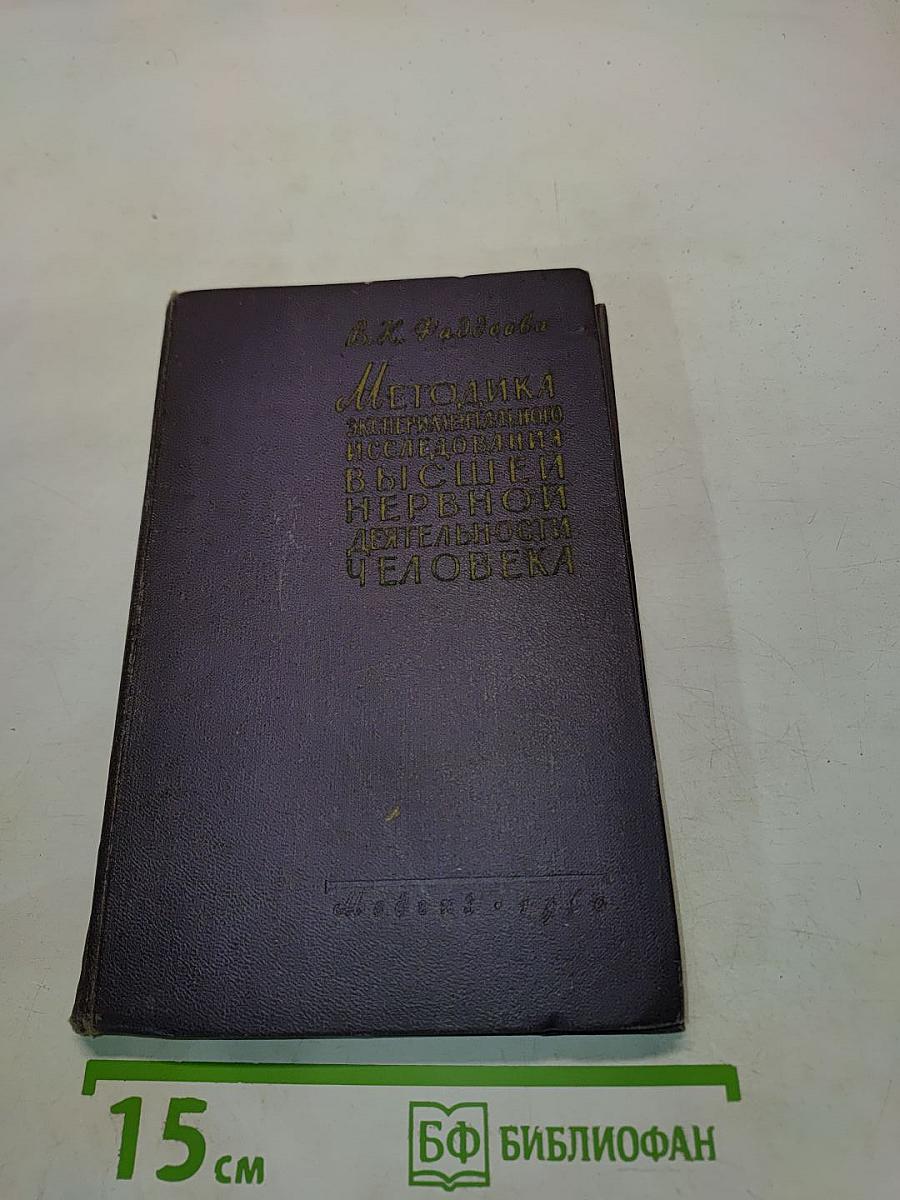 В. К. Фаддеева
МЕТОДИКА
ЭКСПЕРИМЕНТАЛЬНОГО
ИССЛЕДОВАНИЯ
ВЫСШЕЙ
НЕРВНОЙ
ДЕЯТЕЛЬНОСТИ
ЧЕЛОВЕКА
Медгиз • 1960
15 см
БФ БИБЛИОФАН